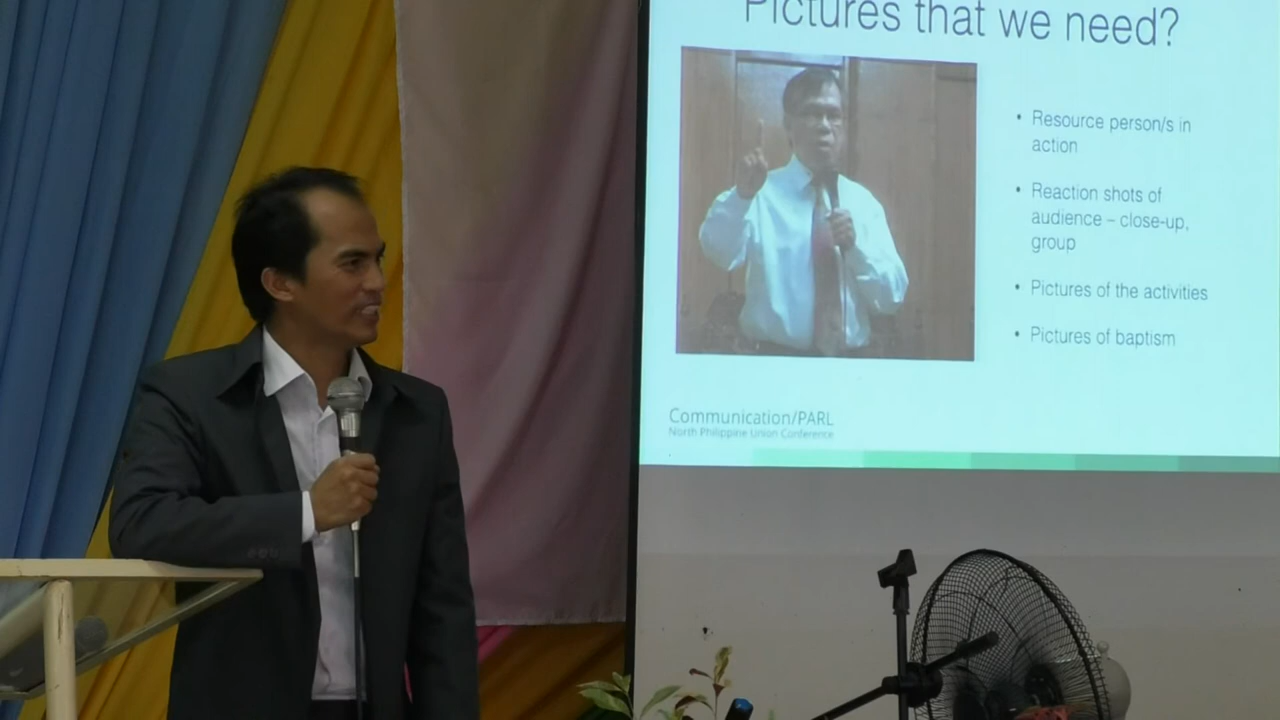 Pictures that we need?
• Resource person/s in
action
• Reaction shots of
audience – close-up,
group
• Pictures of the activities
• Pictures of baptism
Communication/PARL
North Philippine Union Conference